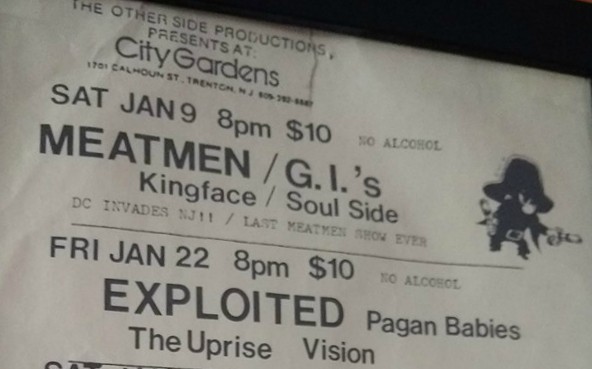 THE OTHER SIDE PRODUCTIONS,
PRESENTS AT:
City Gardens
1701 CALHOUN ST., TRENTON, N.J
SAT JAN 9 8pm $10 NO ALCOHOL
MEATMEN / G.I.'s
Kingface / Soul Side
DC INVADES NJ!! / LAST MEATMEN SHOW EVER
FRI JAN 22 8pm $10 NO ALCOHOL
EXPLOITED Pagan Babies
The Uprise Vision